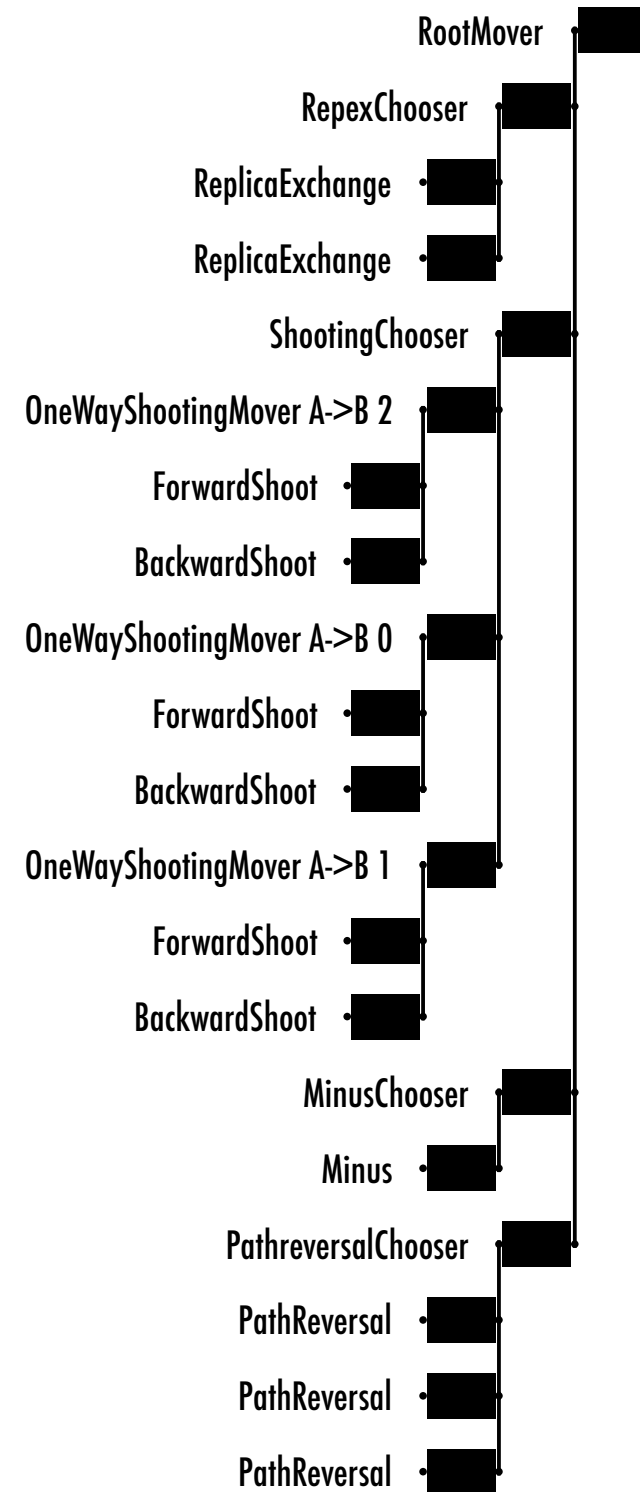 RootMover
RepexChooser
ReplicaExchange
ReplicaExchange
ShootingChooser
OneWayShootingMover A->B 2
ForwardShoot
BackwardShoot
OneWayShootingMover A->B 0
ForwardShoot
BackwardShoot
OneWayShootingMover A->B 1
ForwardShoot
BackwardShoot
MinusChooser
Minus
PathreversalChooser
PathReversal
PathReversal
PathReversal